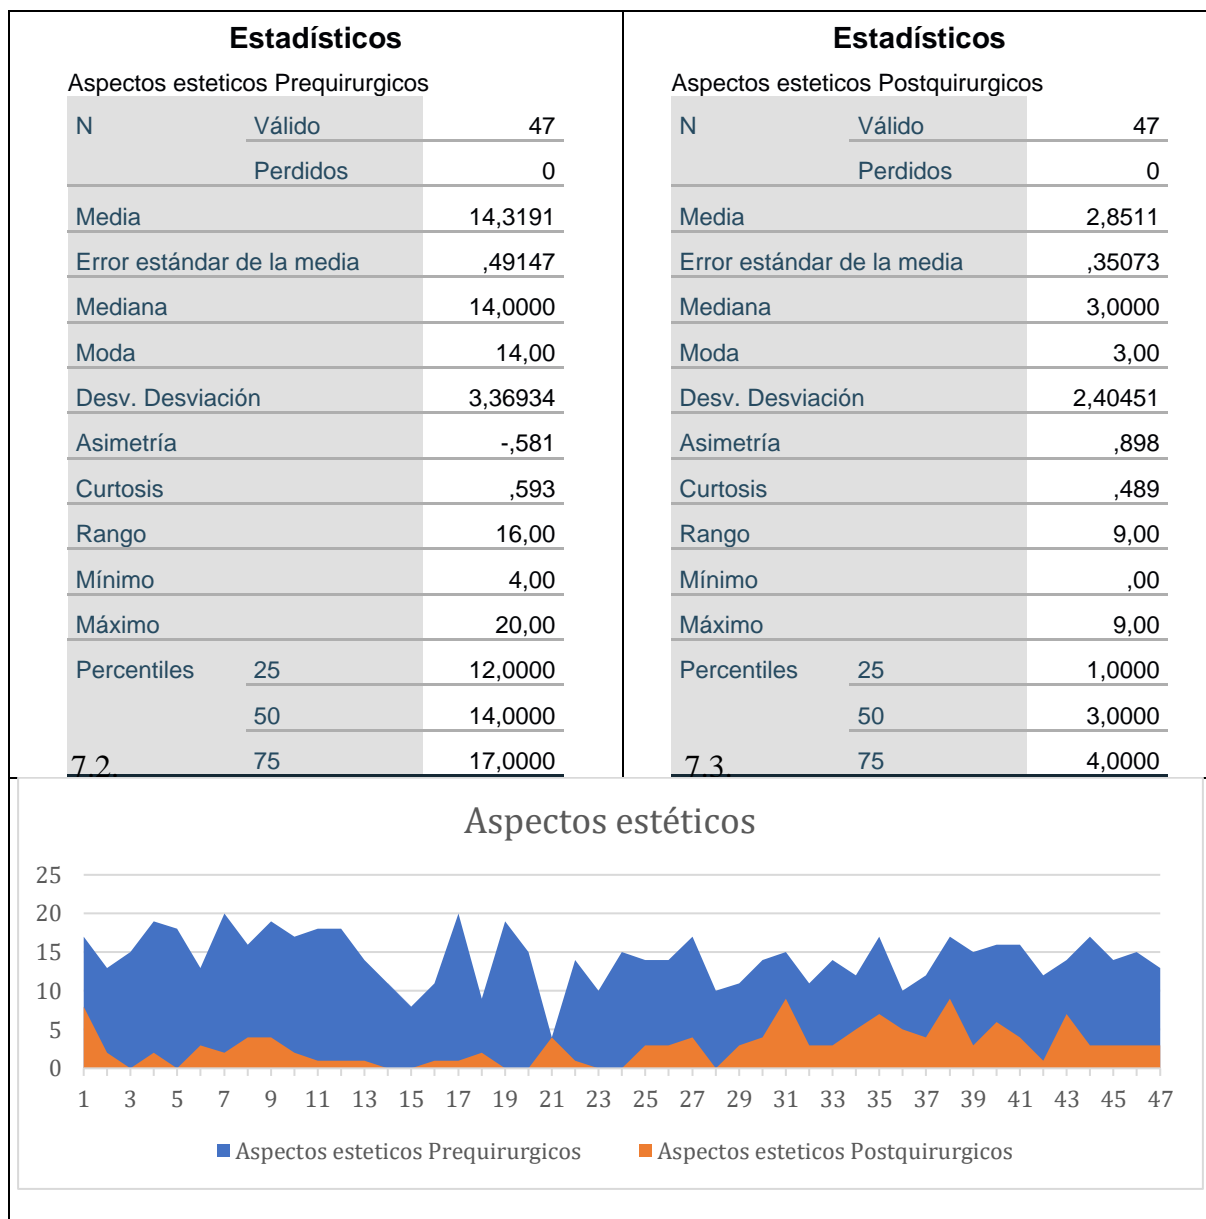 Estadísticos
Aspectos esteticos Prequirurgicos
N Válido 47
Perdidos 0
Media 14,3191
Error estándar de la media ,49147
Mediana 14,0000
Moda 14,00
Desv. Desviación 3,36934
Asimetría -,581
Curtosis ,593
Rango 16,00
Mínimo 4,00
Máximo 20,00
Percentiles 25 12,0000
50 14,0000
7.2. 75 17,0000
Estadísticos
Aspectos esteticos Postquirurgicos
N Válido 47
Perdidos 0
Media 2,8511
Error estándar de la media ,35073
Mediana 3,0000
Moda 3,00
Desv. Desviación 2,40451
Asimetría ,898
Curtosis ,489
Rango 9,00
Mínimo ,00
Máximo 9,00
Percentiles 25 1,0000
50 3,0000
7.3. 75 4,0000
Aspectos estéticos
25
20
15
10
5
0
1 3 5 7 9 11 13 15 17 19 21 23 25 27 29 31 33 35 37 39 41 43 45 47
Aspectos esteticos Prequirurgicos Aspectos esteticos Postquirurgicos